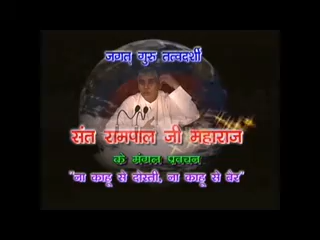 जगत् गुरु तत्वदर्शी
संत रामपाल जी महाराज
के मंगल प्रवचन
"ना काहू से दोस्ती, ना काहू से बेर"